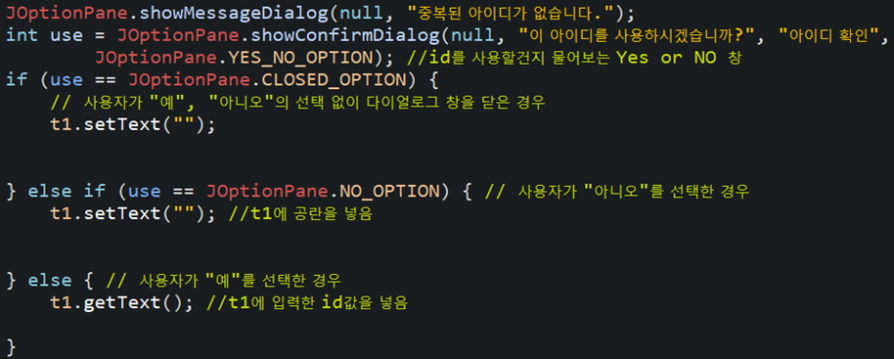 JOptionPane.showMessageDialog(null, "중복된 아이디가 없습니다.");
int use = JOptionPane.showConfirmDialog(null, "이 아이디를 사용하시겠습니까?", "아이디 확인",
JOptionPane.YES_NO_OPTION); //id를 사용할건지 물어보는 Yes or NO 창
if (use == JOptionPane.CLOSED_OPTION) {
// 사용자가 "예", "아니오"의 선택 없이 다이얼로그 창을 닫은 경우
t1.setText("");
} else if (use == JOptionPane.NO_OPTION) { // 사용자가 "아니오"를 선택한 경우
t1.setText(""); //t1에 공란을 넣음
} else { // 사용자가 "예"를 선택한 경우
t1.getText(); //t1에 입력한 id값을 넣음
}